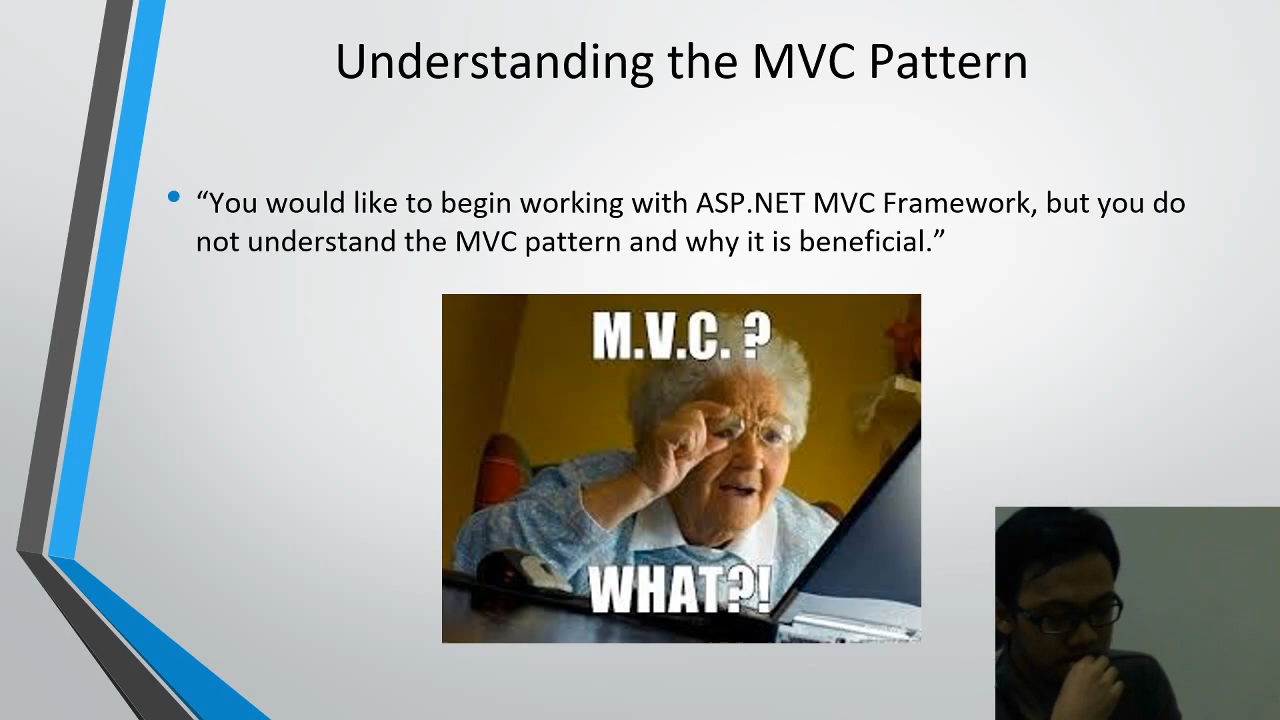 Understanding the MVC Pattern
“You would like to begin working with ASP.NET MVC Framework, but you do
not understand the MVC pattern and why it is beneficial.”
M.V.C. ?
WHAT?!